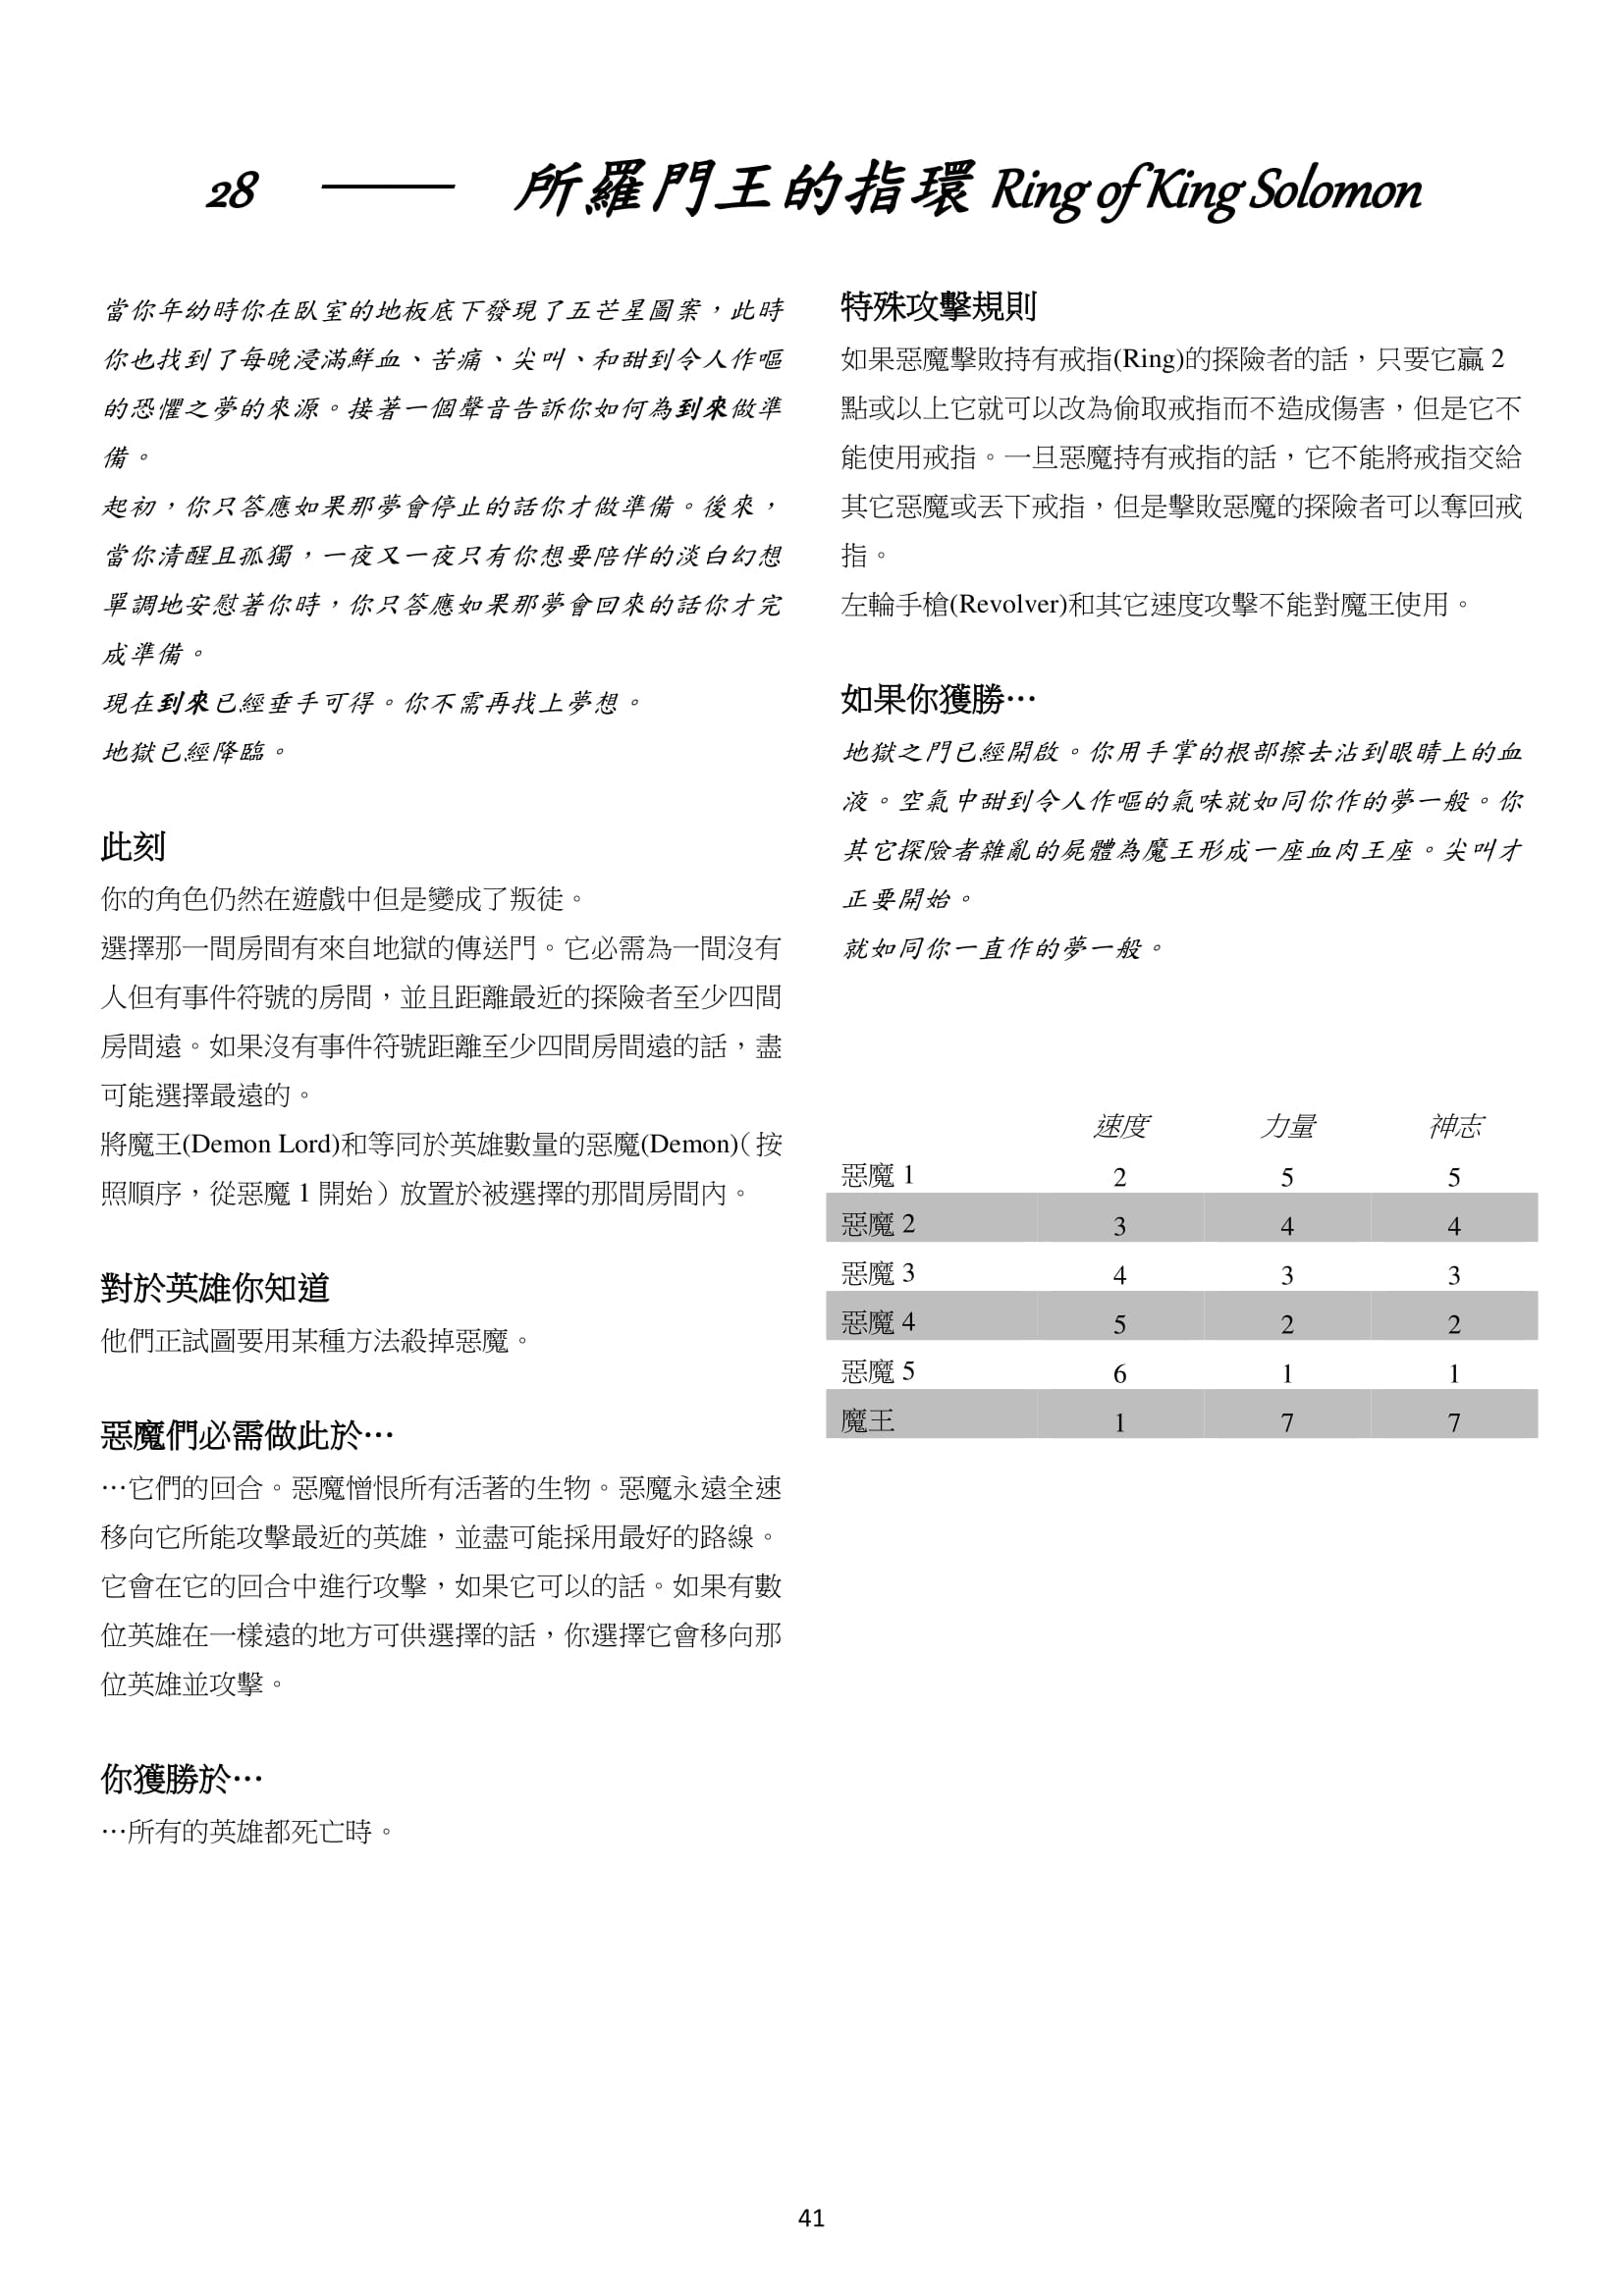 28 —— 所羅門王的指環 Ring of King Solomon
當你年幼時你在臥室的地板底下發現了五芒星圖案，此時
你也找到了每晚浸滿鮮血、苦痛、尖叫、和甜到令人作嘔
的恐懼之夢的來源。接著一個聲音告訴你如何為到來做準
備。
起初，你只答應如果那夢會停止的話你才做準備。後來，
當你清醒且孤獨，一夜又一夜只有你想要陪伴的淡白幻想
單調地安慰著你時，你只答應如果那夢會回來的話你才完
成準備。
現在到來已經垂手可得。你不需再找上夢想。
地獄已經降臨。
此刻
你的角色仍然在遊戲中但是變成了叛徒。
選擇那一間房間有來自地獄的傳送門。它必需為一間沒有
人但有事件符號的房間，並且距離最近的探險者至少四間
房間遠。如果沒有事件符號距離至少四間房間遠的話，盡
可能選擇最遠的。
將魔王(Demon Lord)和等同於英雄數量的惡魔(Demon)（按
照順序，從惡魔 1 開始）放置於被選擇的那間房間內。
對於英雄你知道
他們正試圖要用某種方法殺掉惡魔。
惡魔們必需做此於…
…它們的回合。惡魔憎恨所有活著的生物。惡魔永遠全速
移向它所能攻擊最近的英雄，並盡可能採用最好的路線。
它會在它的回合中進行攻擊，如果它可以的話。如果有數
位英雄在一樣遠的地方可供選擇的話，你選擇它會移向那
位英雄並攻擊。
你獲勝於…
…所有的英雄都死亡時。
特殊攻擊規則
如果惡魔擊敗持有戒指(Ring)的探險者的話，只要它贏 2
點或以上它就可以改為偷取戒指而不造成傷害，但是它不
能使用戒指。一旦惡魔持有戒指的話，它不能將戒指交給
其它惡魔或丟下戒指，但是擊敗惡魔的探險者可以奪回戒
指。
左輪手槍(Revolver)和其它速度攻擊不能對魔王使用。
如果你獲勝…
地獄之門已經開啟。你用手掌的根部擦去沾到眼睛上的血
液。空氣中甜到令人作嘔的氣味就如同你作的夢一般。你
其它探險者雜亂的屍體為魔王形成一座血肉王座。尖叫才
正要開始。
就如同你一直作的夢一般。
速度 力量 神志
惡魔 1 2 5 5
惡魔 2 3 4 4
惡魔 3 4 3 3
惡魔 4 5 2 2
惡魔 5 6 1 1
魔王 1 7 7
41